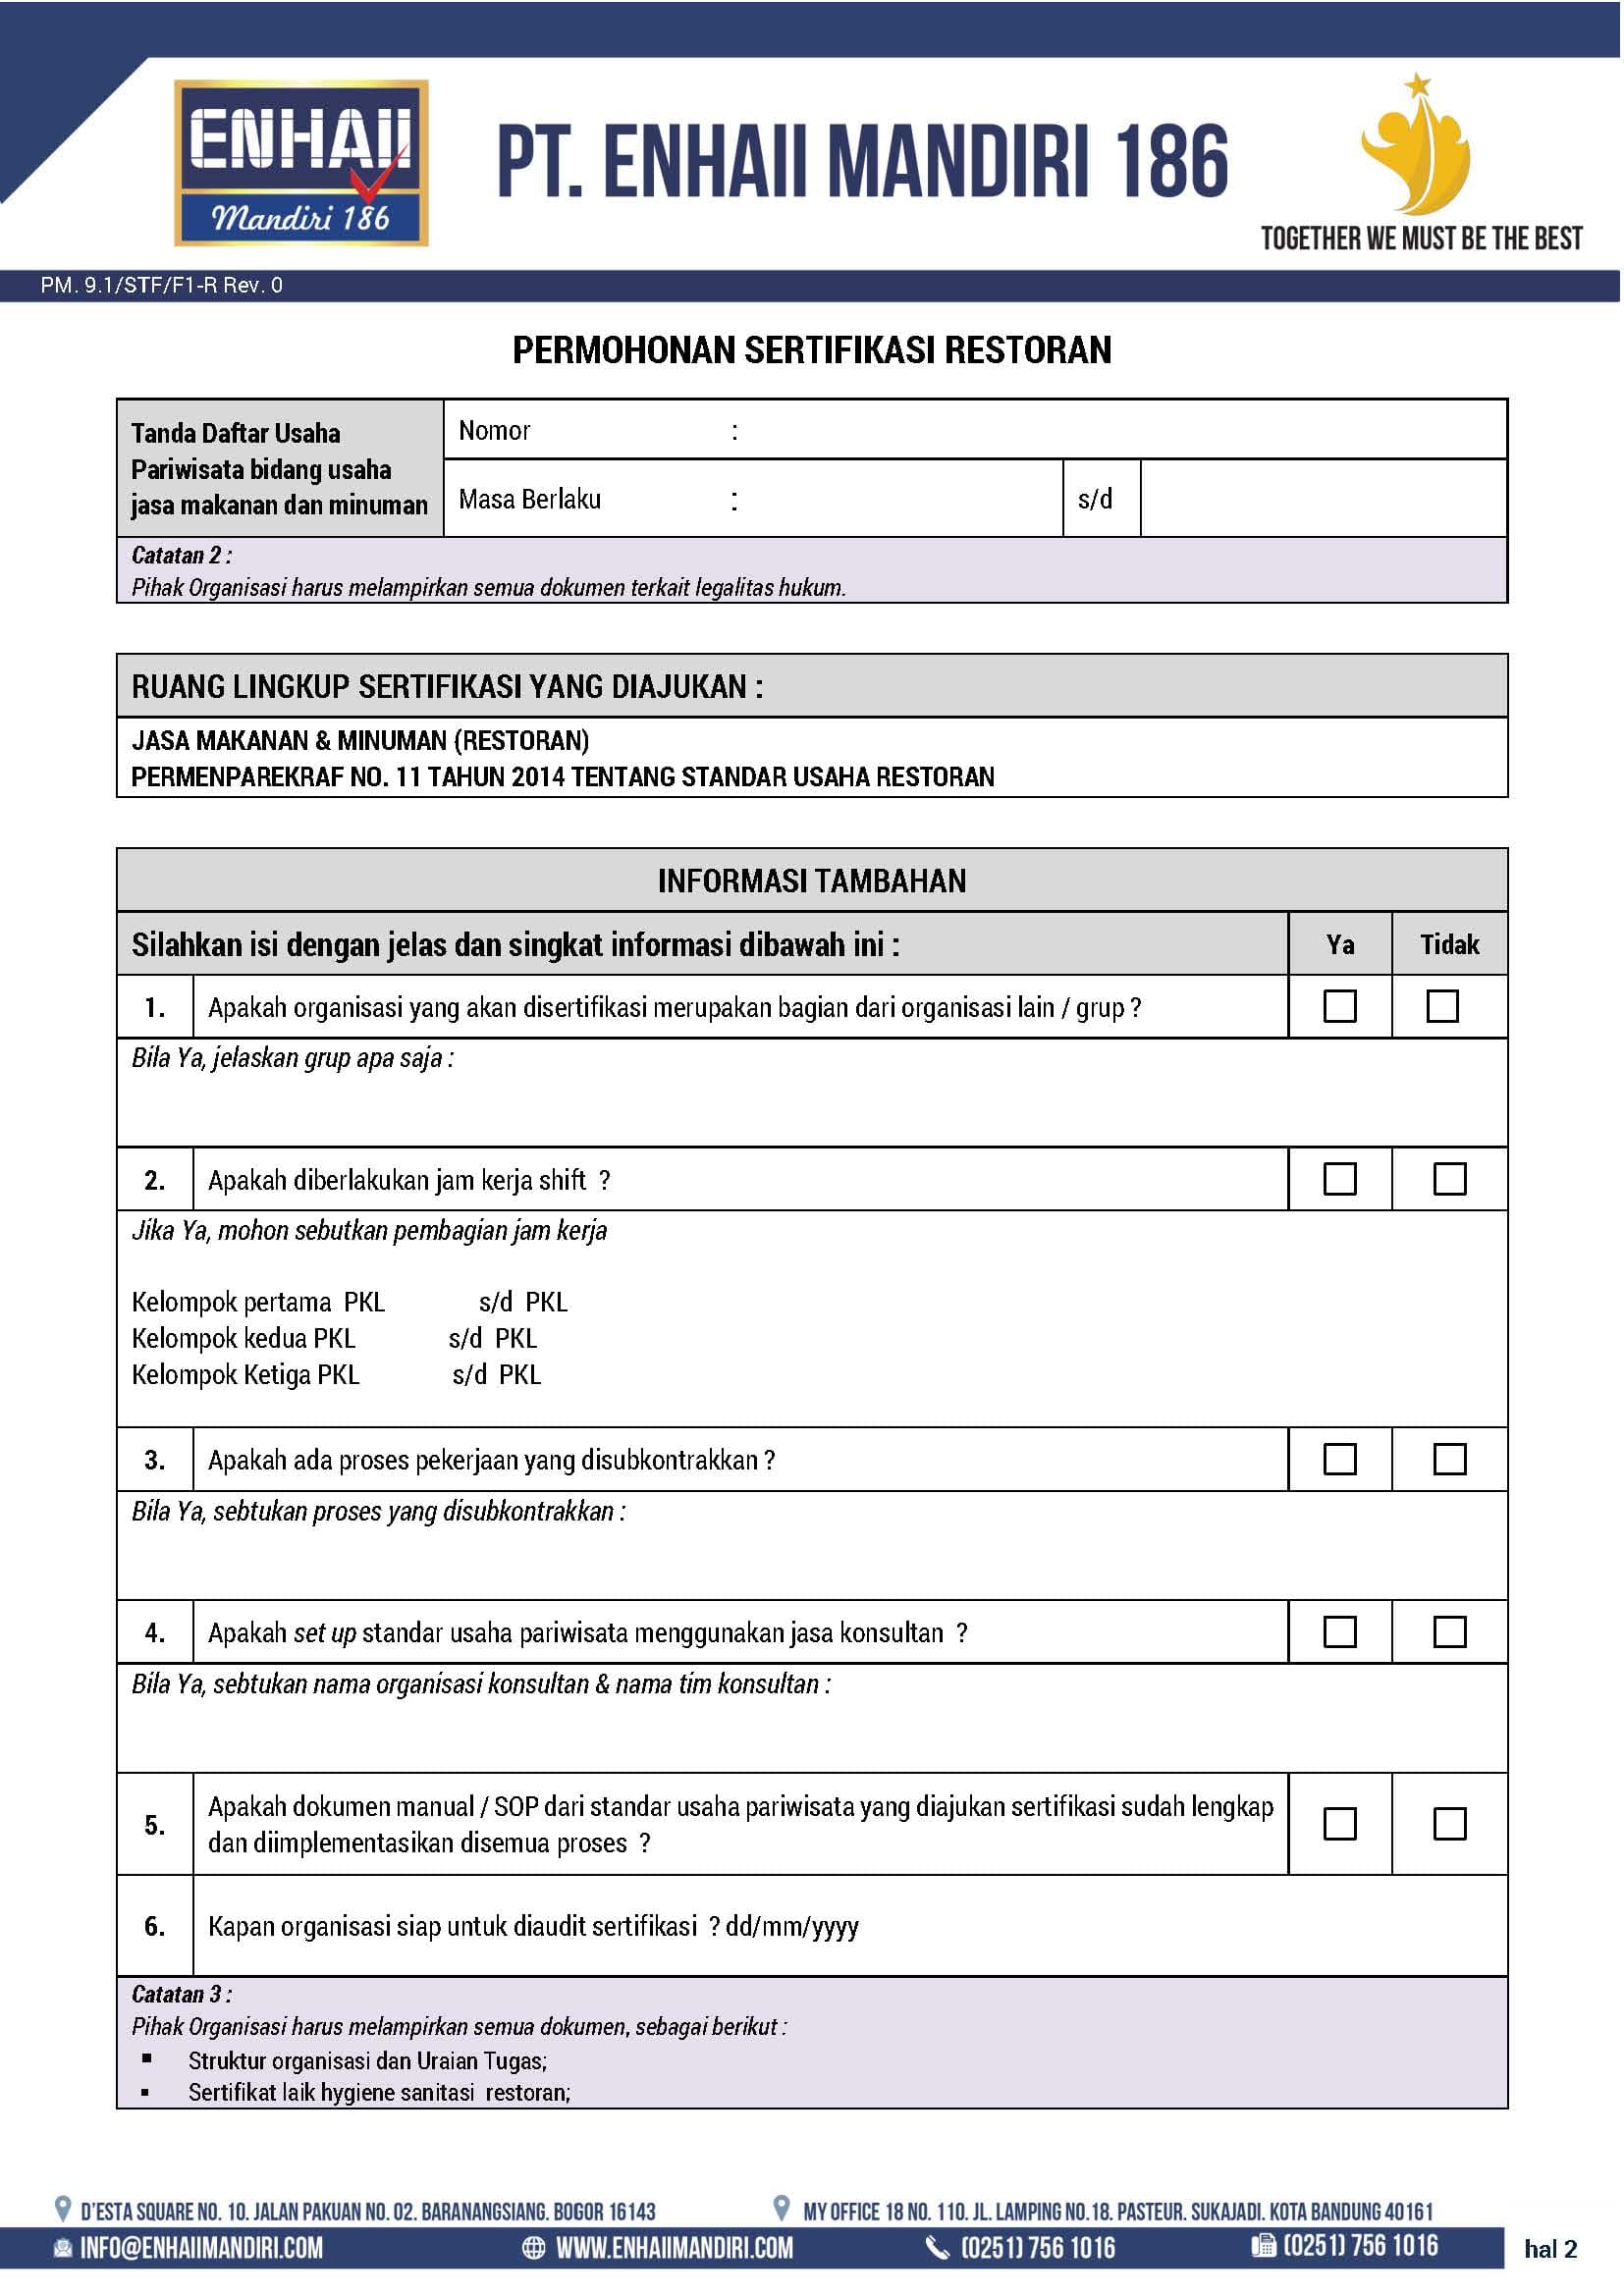 ENHAII
Mandiri 186
PT. ENHAII MANDIRI 186
TOGETHER WE MUST BE THE BEST
PM. 9.1/STF/F1-R Rev. 0
PERMOHONAN SERTIFIKASI RESTORAN
Tanda Daftar Usaha
Pariwisata bidang usaha
jasa makanan dan minuman
Nomor :
Masa Berlaku : s/d
Catatan 2 :
Pihak Organisasi harus melampirkan semua dokumen terkait legalitas hukum.
RUANG LINGKUP SERTIFIKASI YANG DIAJUKAN :
JASA MAKANAN & MINUMAN (RESTORAN)
PERMENPAREKRAF NO. 11 TAHUN 2014 TENTANG STANDAR USAHA RESTORAN
INFORMASI TAMBAHAN
Silahkan isi dengan jelas dan singkat informasi dibawah ini : Ya Tidak
1. Apakah organisasi yang akan disertifikasi merupakan bagian dari organisasi lain / grup ?
Bila Ya, jelaskan grup apa saja :
2. Apakah diberlakukan jam kerja shift ?
Jika Ya, mohon sebutkan pembagian jam kerja
Kelompok pertama PKL s/d PKL
Kelompok kedua PKL s/d PKL
Kelompok Ketiga PKL s/d PKL
3. Apakah ada proses pekerjaan yang disubkontrakkan ?
Bila Ya, sebtukan proses yang disubkontrakkan :
4. Apakah set up standar usaha pariwisata menggunakan jasa konsultan ?
Bila Ya, sebtukan nama organisasi konsultan & nama tim konsultan :
5. Apakah dokumen manual / SOP dari standar usaha pariwisata yang diajukan sertifikasi sudah lengkap
dan diimplementasikan disemua proses ?
6. Kapan organisasi siap untuk diaudit sertifikasi ? dd/mm/yyyy
Catatan 3 :
Pihak Organisasi harus melampirkan semua dokumen, sebagai berikut :
▪ Struktur organisasi dan Uraian Tugas;
▪ Sertifikat laik hygiene sanitasi restoran;
D'ESTA SQUARE NO. 10. JALAN PAKUAN NO. 02. BARANANGSIANG. BOGOR 16143
MY OFFICE 18 NO. 110. JL. LAMPING NO.18. PASTEUR. SUKAJADI. KOTA BANDUNG 40161
INFO@ENHAIIMANDIRI.COM
WWW.ENHAIIMANDIRI.COM
(0251) 756 1016
(0251) 756 1016
hal 2